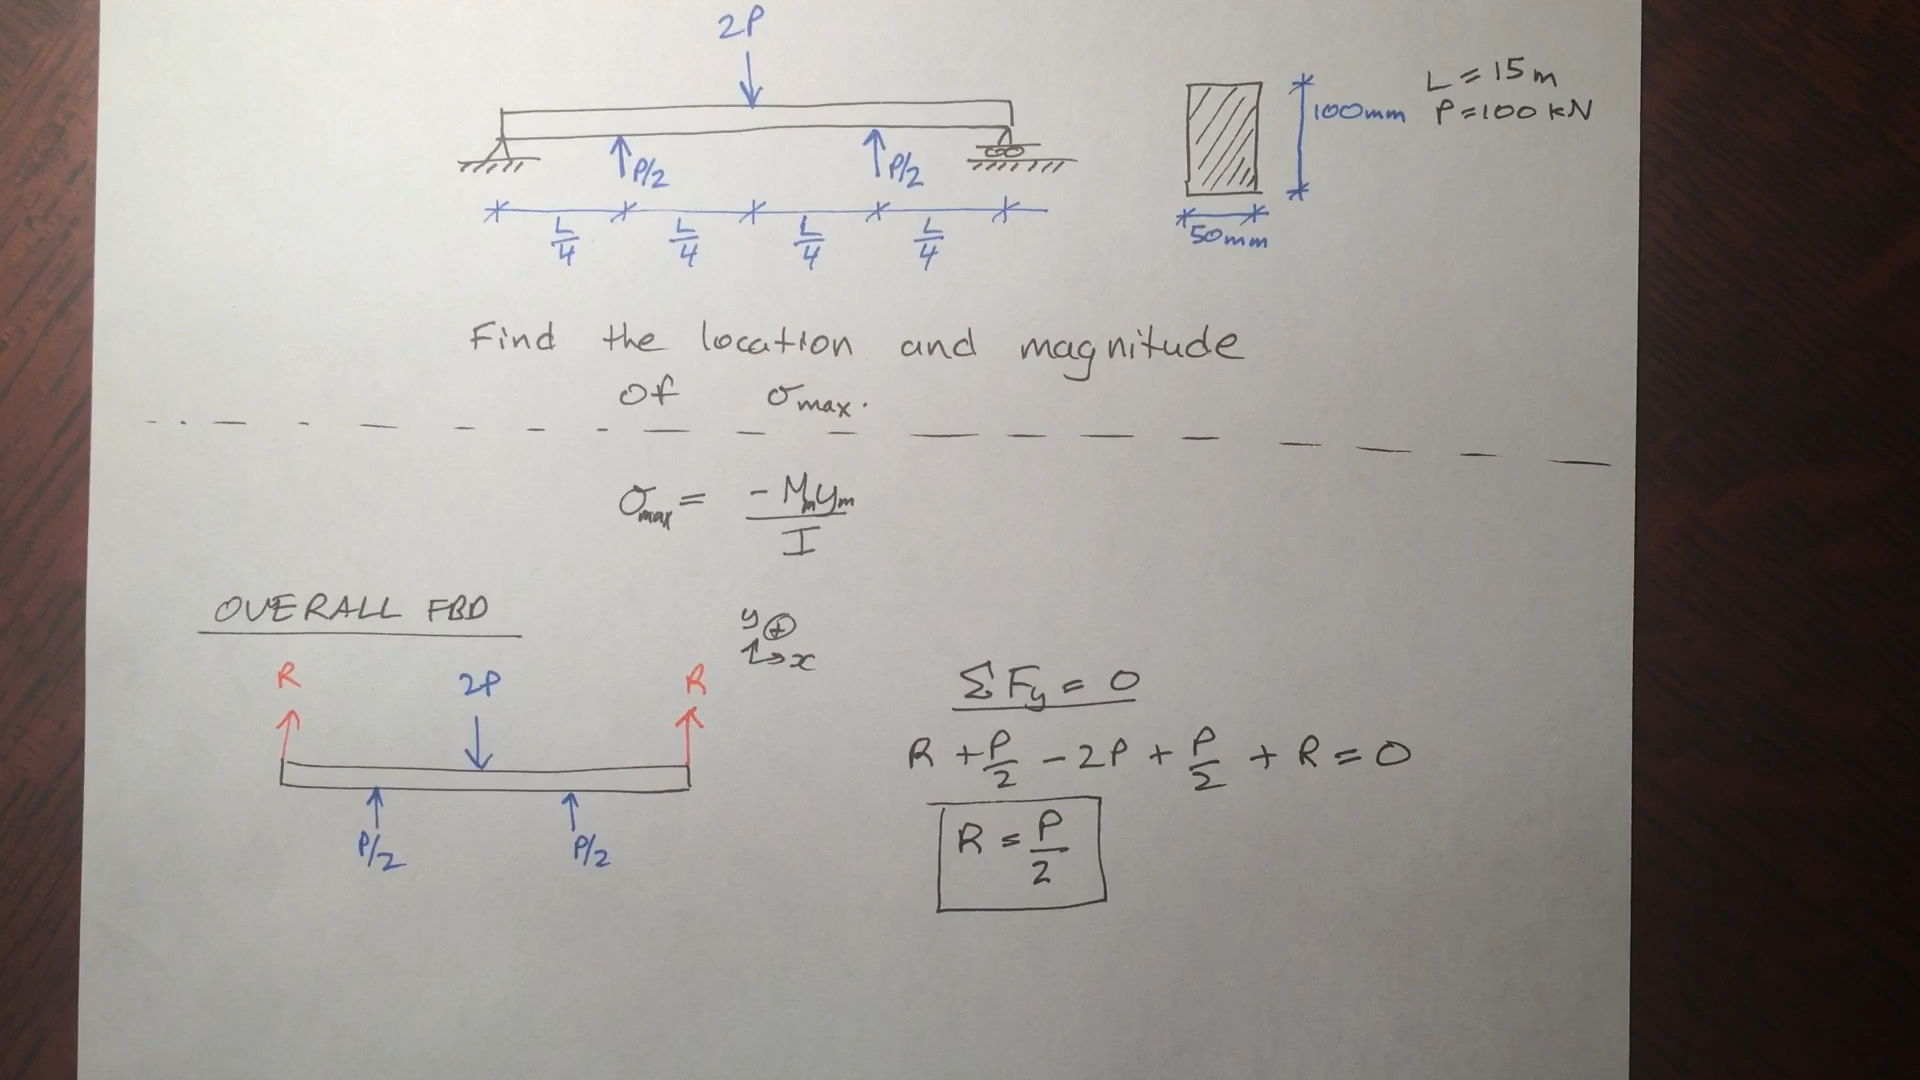 2P
L = 15 m
100mm P = 100 kN
P/2 P/2
L/4 L/4 L/4 L/4
50mm
Find the location and magnitude
of σmax.
σmax = -Mm ym / I
OVERALL FBD
y +
x
R 2P R
ΣFy = 0
R + P/2 - 2P + P/2 + R = 0
P/2 P/2
R = P/2